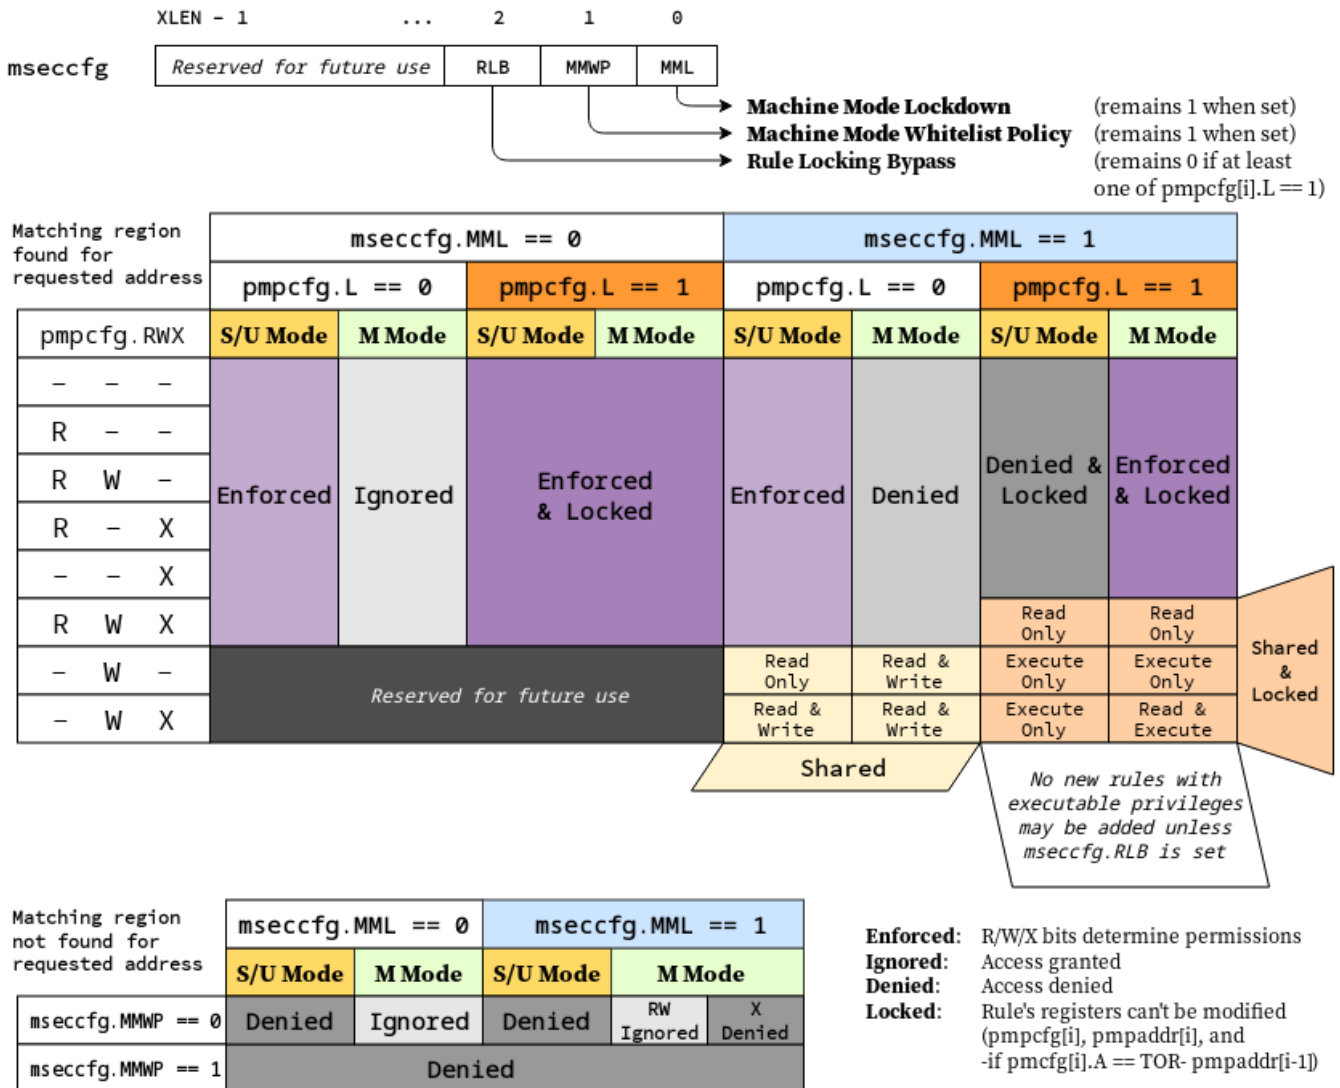 XLEN - 1 ... 2 1 0
mseccfg Reserved for future use RLB MMWP MML
Machine Mode Lockdown (remains 1 when set)
Machine Mode Whitelist Policy (remains 1 when set)
Rule Locking Bypass (remains 0 if at least
one of pmpcfg[i].L == 1)
Matching region
found for
requested address
mseccfg.MML == 0 mseccfg.MML == 1
pmpcfg.L == 0 pmpcfg.L == 1 pmpcfg.L == 0 pmpcfg.L == 1
pmpcfg.RWX S/U Mode M Mode S/U Mode M Mode S/U Mode M Mode S/U Mode M Mode
- - -
R - -
R W -
R - X
- - X
R W X
- W -
- W X
Enforced
Ignored
Enforced
& Locked
Enforced
Denied
Denied &
Locked
Enforced
& Locked
Read
Only
Read
Only
Reserved for future use
Read
Only
Read &
Write
Execute
Only
Execute
Only
Read &
Write
Read &
Write
Execute
Only
Read &
Execute
Shared
&
Locked
Shared
No new rules with
executable privileges
may be added unless
mseccfg.RLB is set
Matching region
not found for
requested address
mseccfg.MML == 0 mseccfg.MML == 1
S/U Mode M Mode S/U Mode M Mode
mseccfg.MMWP == 0 Denied Ignored Denied
RW
Ignored
X
Denied
mseccfg.MMWP == 1 Denied
Enforced: R/W/X bits determine permissions
Ignored: Access granted
Denied: Access denied
Locked: Rule's registers can't be modified
(pmpcfg[i], pmpaddr[i], and
-if pmcfg[i].A == TOR- pmpaddr[i-1])